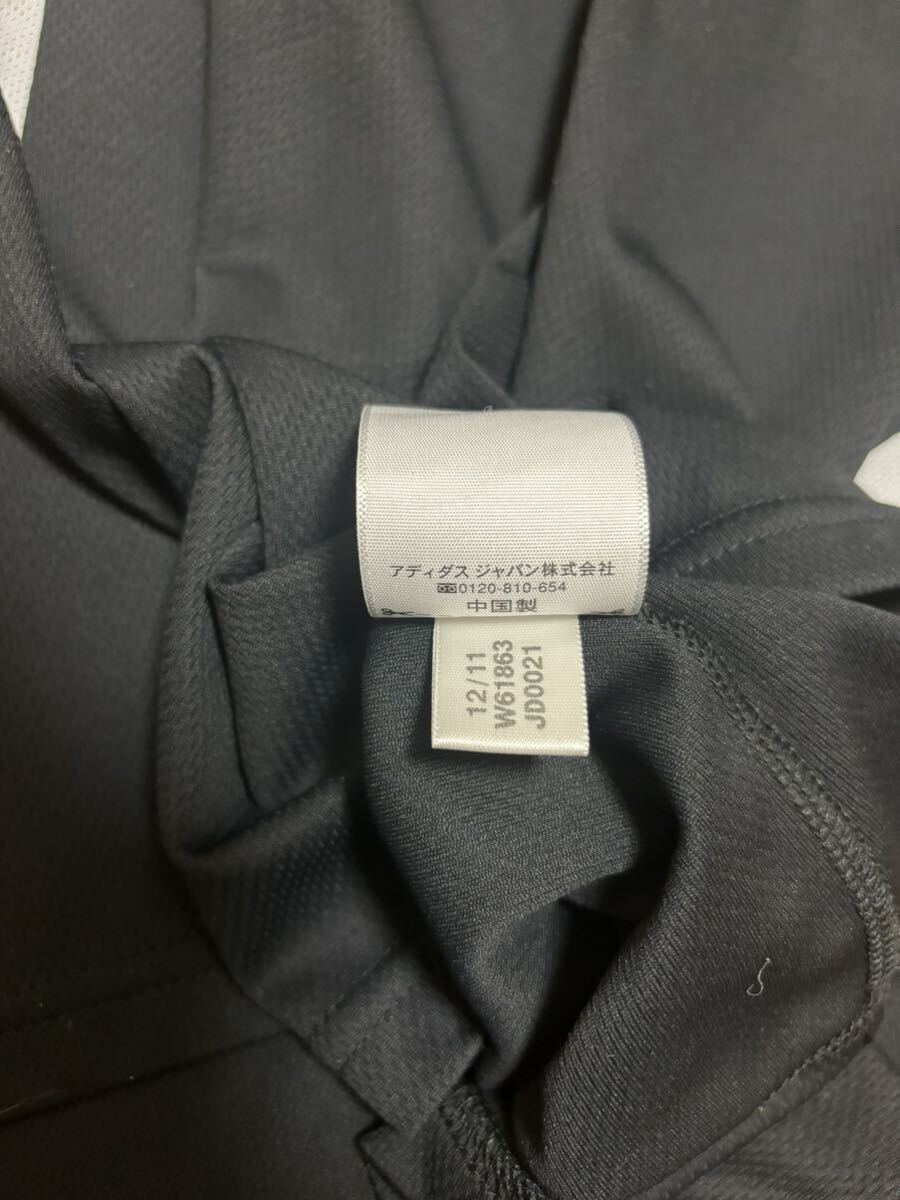 アディダス ジャパン株式会社
0120-810-654
中国製
12/11
W61863
JD0021